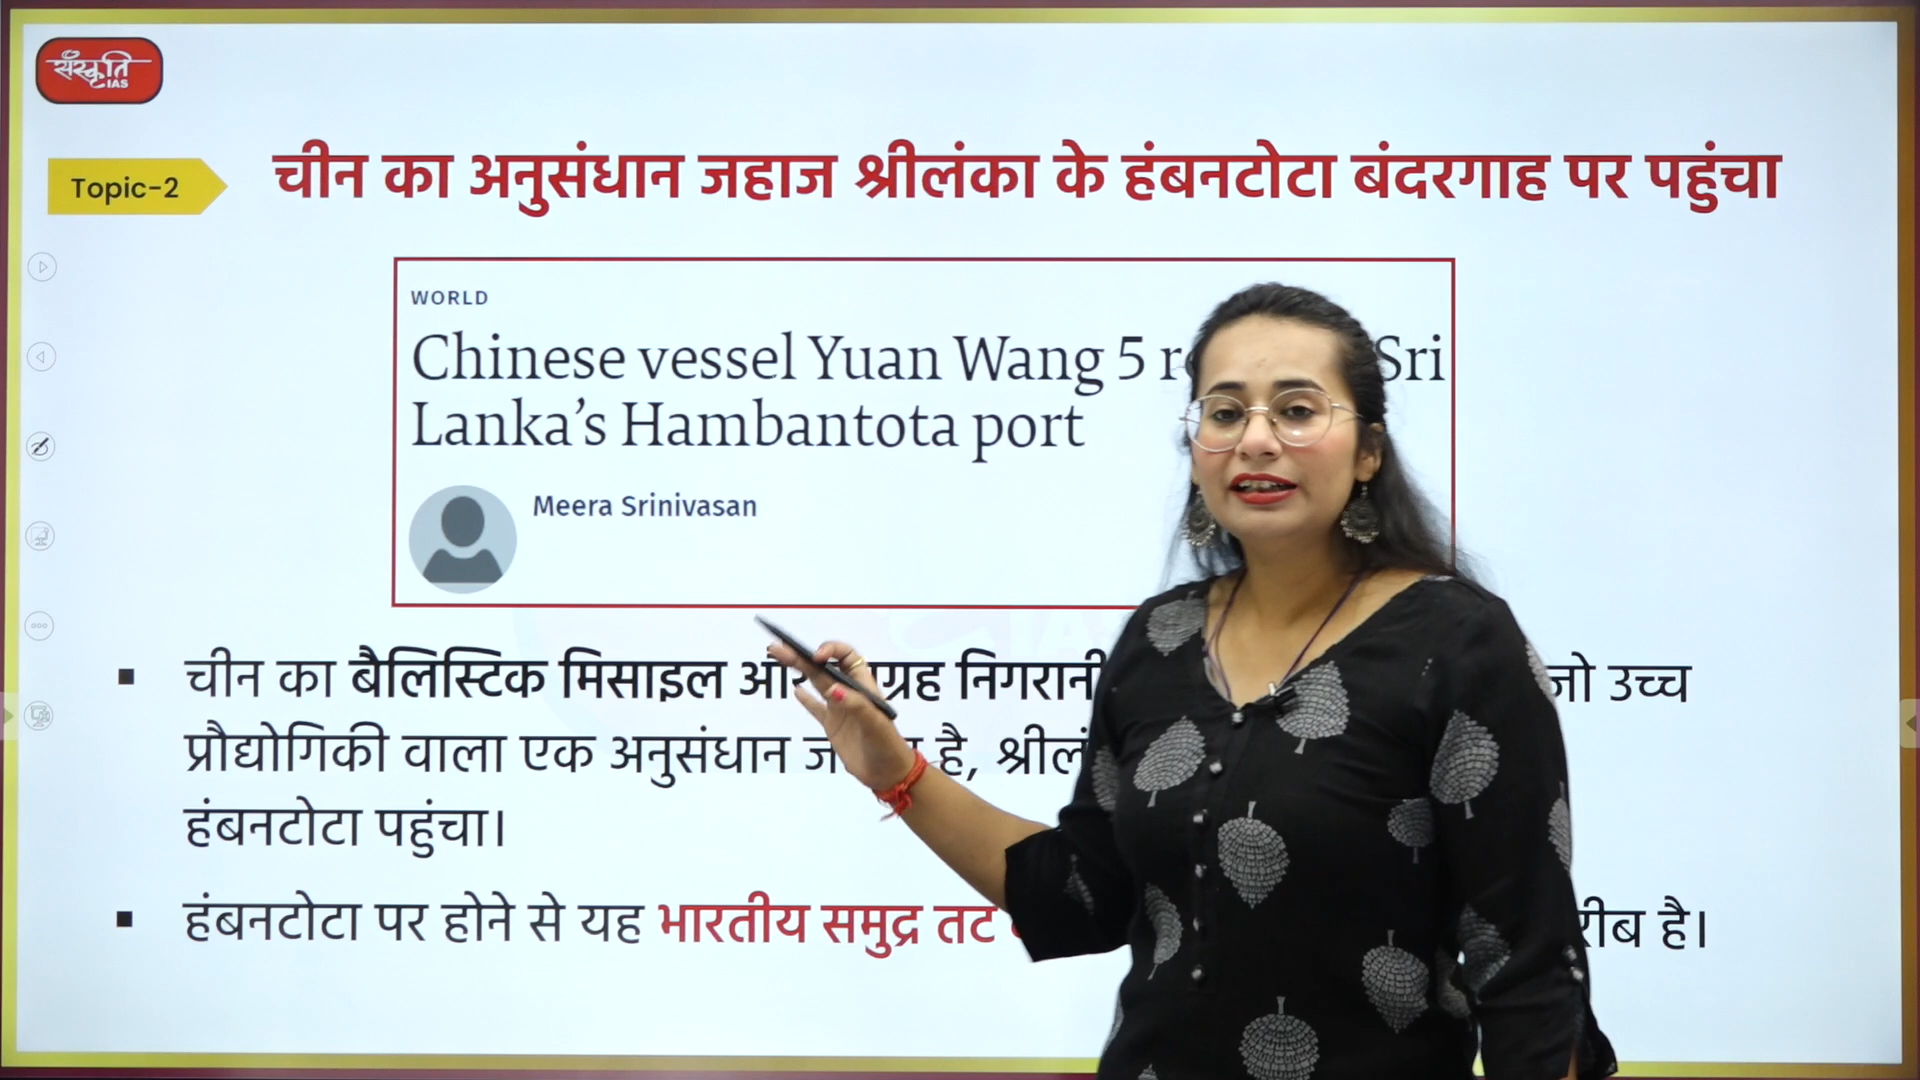 संस्कृति
IAS
Topic-2
चीन का अनुसंधान जहाज श्रीलंका के हंबनटोटा बंदरगाह पर पहुंचा
WORLD
Chinese vessel Yuan Wang 5 Sri
Lanka's Hambantota port
Meera Srinivasan
▪ चीन का बैलिस्टिक मिसाइल निगरानी जो उच्च
प्रौद्योगिकी वाला एक अनुसंधान है,
हंबनटोटा पहुंचा।
▪ हंबनटोटा पर होने से यह भारतीय समुद्र तट है।